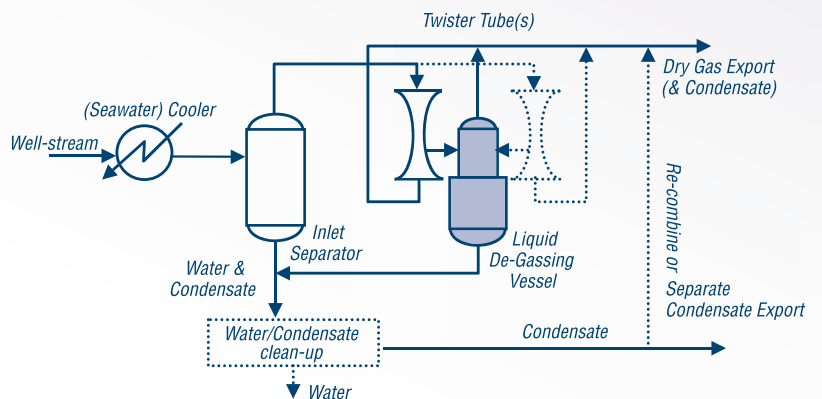 Twister Tube(s)
Dry Gas Export
(& Condensate)
(Seawater) Cooler
Well-stream
Inlet
Separator
Liquid
De-Gassing
Vessel
Water &
Condensate
Re-combine or
Separate
Condensate Export
Water/Condensate
clean-up
Condensate
Water